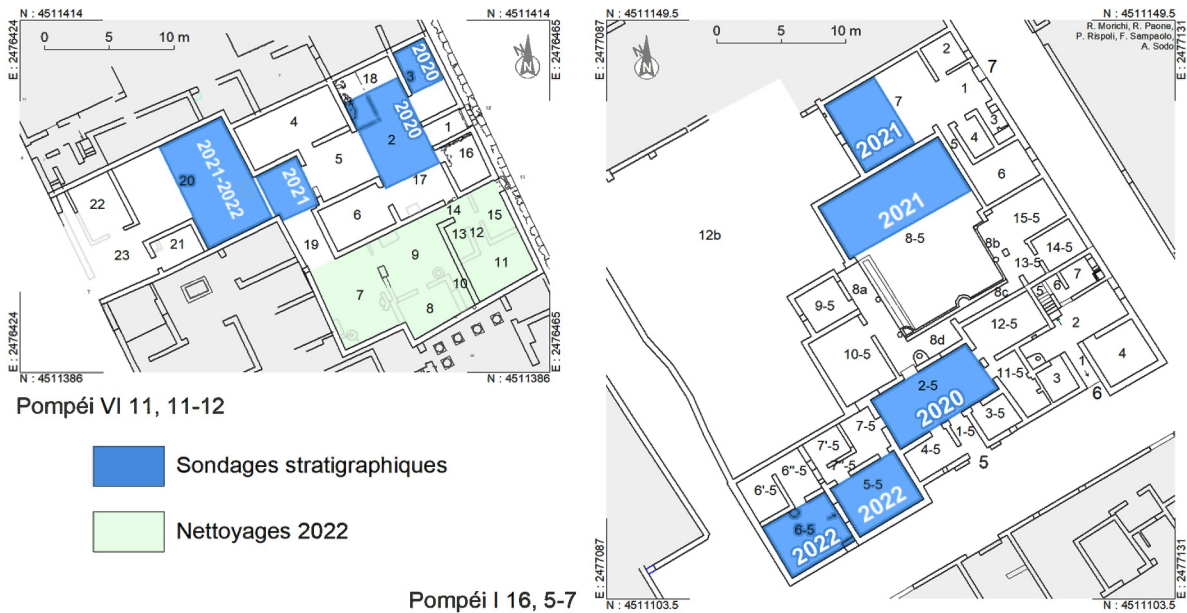 N : 4511414
N : 4511414
E : 2476424
E : 2476465
0 5 10 m
N
N
18
3
2020
2020
4
2
1
5
16
2021-2022
20
2021
17
22
6
14
15
21
19
13
12
23
9
7
10
11
8
E : 2476424
E : 2476465
N : 4511386
N : 4511386
Pompéi VI 11, 11-12
Sondages stratigraphiques
Nettoyages 2022
N : 4511149.5
N : 4511149.5
E : 2477087
E : 2477131
R. Morichi, R. Paone,
P. Rispoli, F. Sampaolo,
A. Sodo
0 5 10 m
N
N
2
7
7
1
3
2021
4
5
6
2021
15-5
12b
8-5
8b
14-5
13-5
7
8a
6
8c
5
9-5
12-5
2
8d
10-5
1
4
11-5
3
2-5
6
2020
3-5
7-5
1-5
7'-5
4-5
6''-5
7''-5
5
6'-5
5-5
2022
6-5
2022
E : 2477087
E : 2477131
Pompéi I 16, 5-7
N : 4511103.5
N : 4511103.5